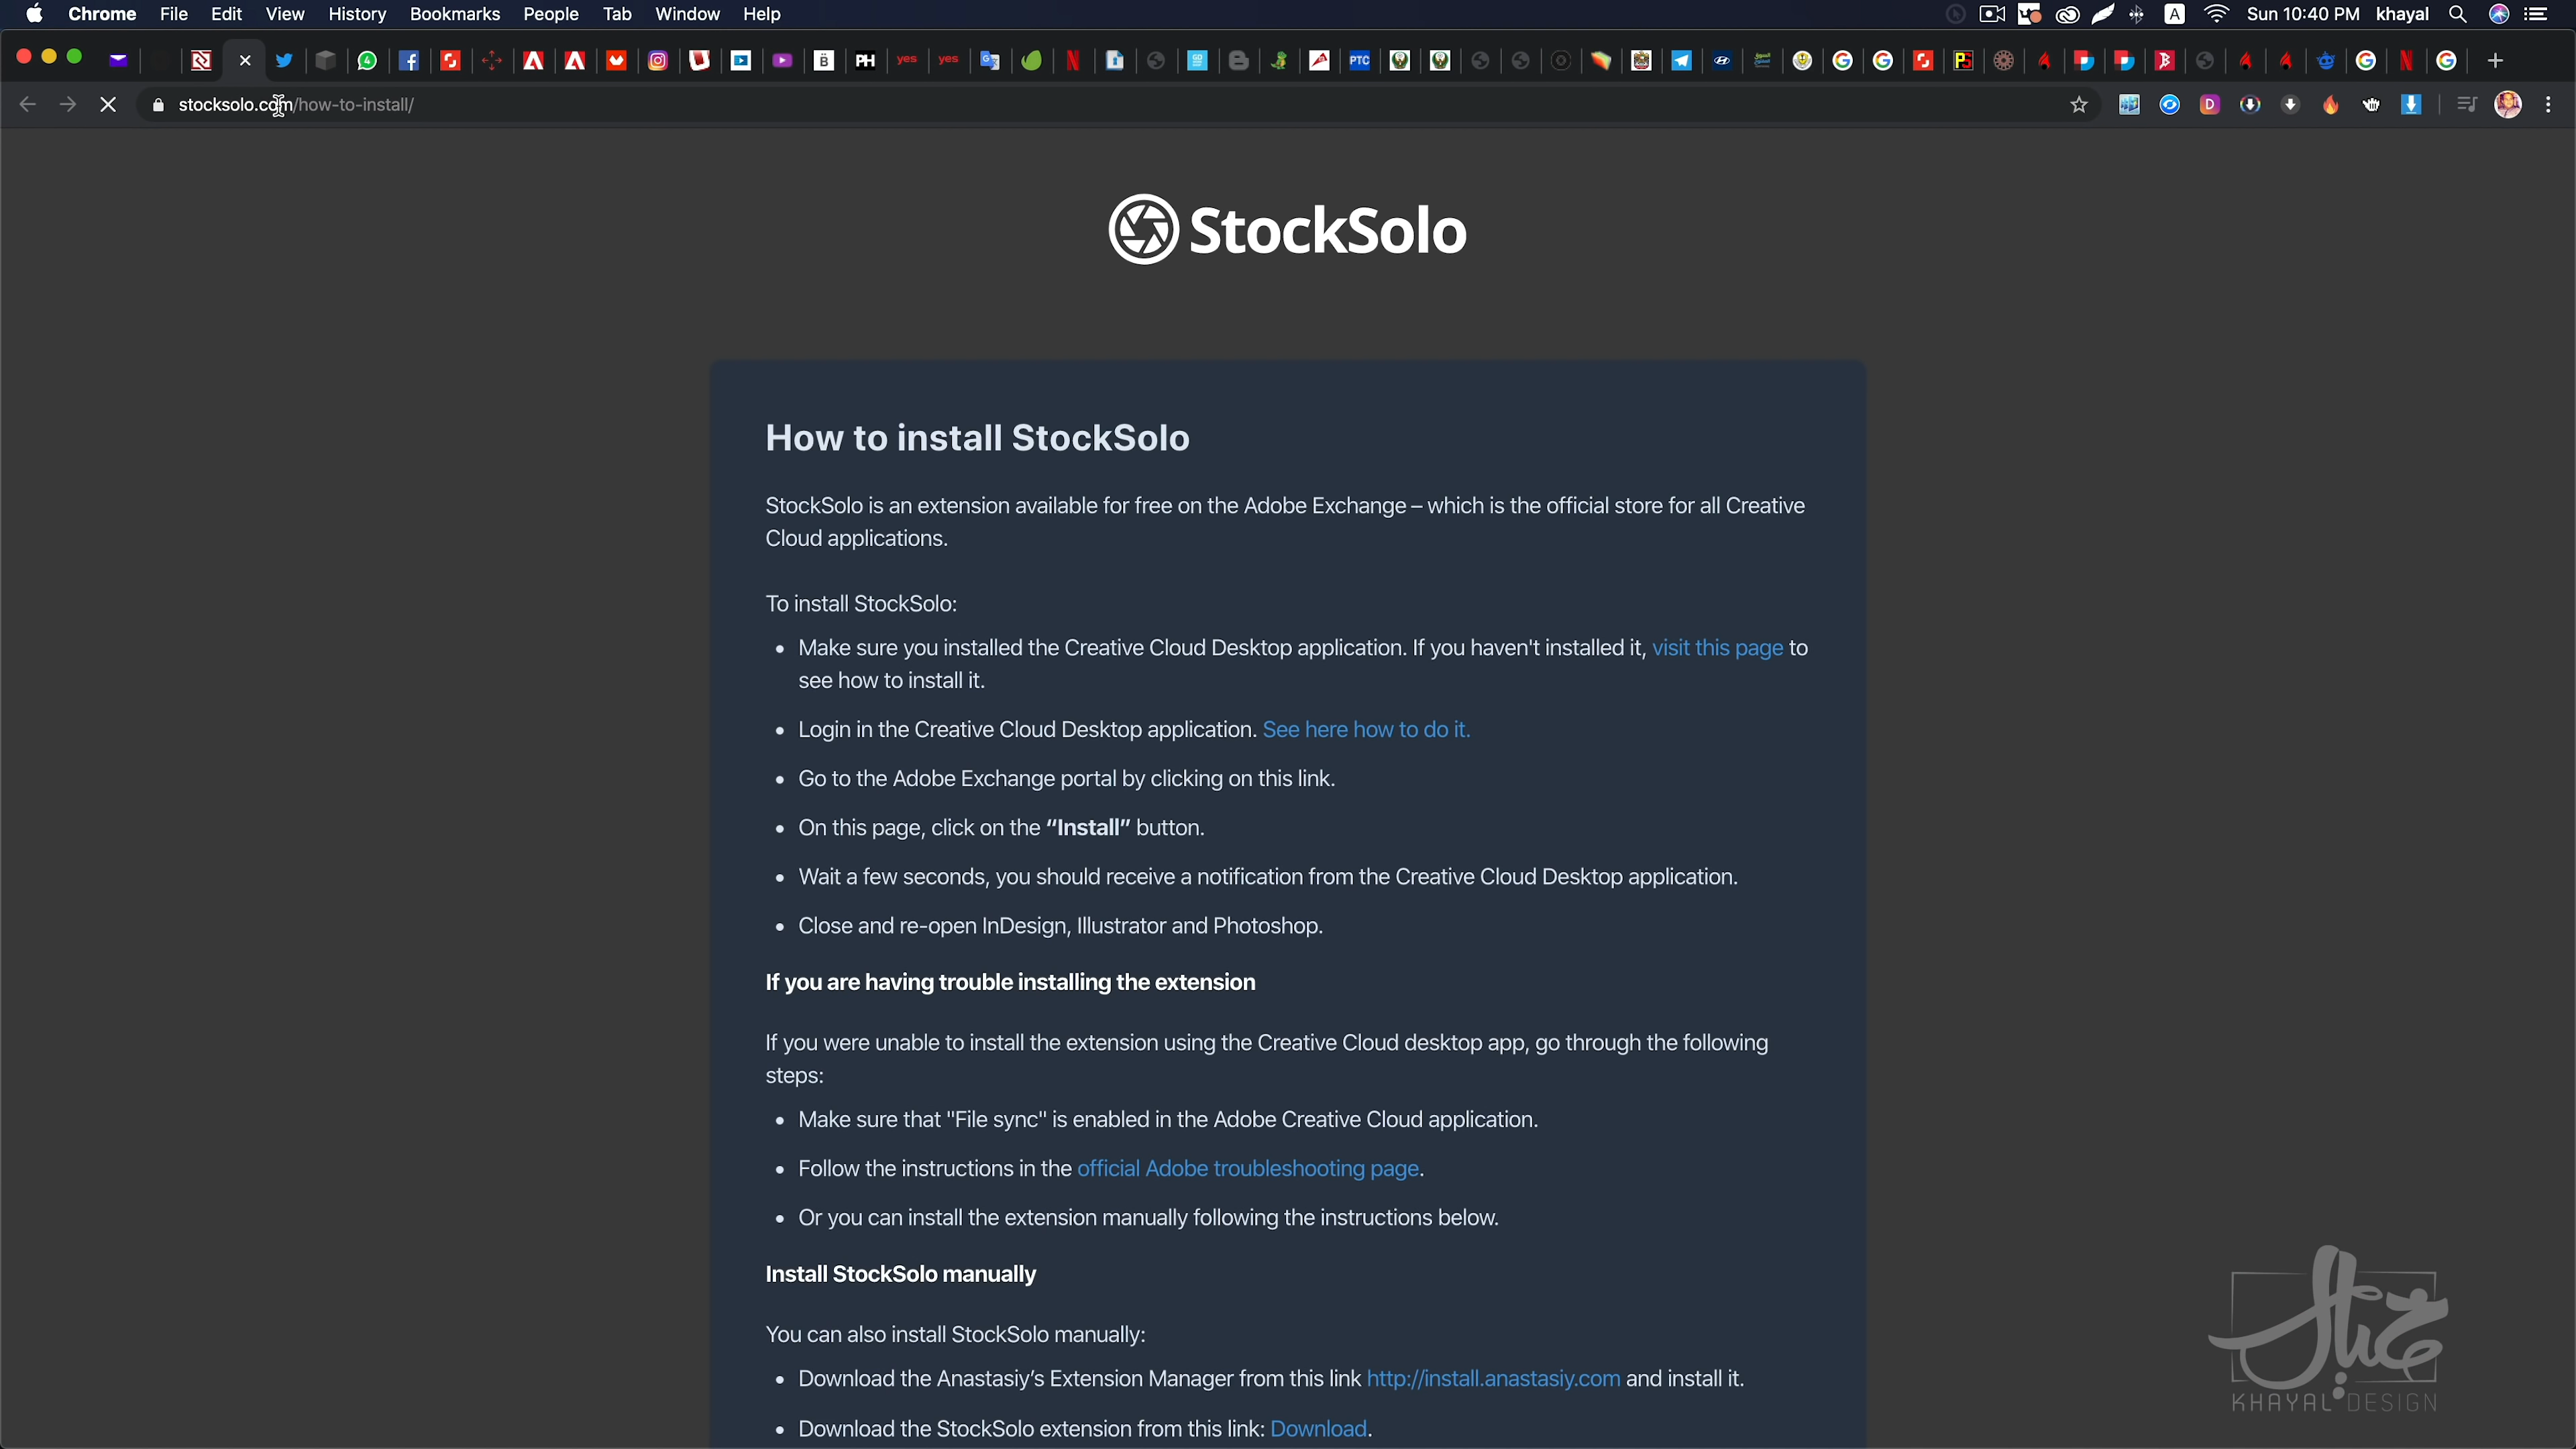 Chrome File Edit View History Bookmarks People Tab Window Help
A Sun 10:40 PM khayal
PH yes yes PTC
stocksolo.com/how-to-install/
StockSolo
How to install StockSolo
StockSolo is an extension available for free on the Adobe Exchange – which is the official store for all Creative
Cloud applications.
To install StockSolo:
• Make sure you installed the Creative Cloud Desktop application. If you haven't installed it, visit this page to
see how to install it.
• Login in the Creative Cloud Desktop application. See here how to do it.
• Go to the Adobe Exchange portal by clicking on this link.
• On this page, click on the “Install” button.
• Wait a few seconds, you should receive a notification from the Creative Cloud Desktop application.
• Close and re-open InDesign, Illustrator and Photoshop.
If you are having trouble installing the extension
If you were unable to install the extension using the Creative Cloud desktop app, go through the following
steps:
• Make sure that "File sync" is enabled in the Adobe Creative Cloud application.
• Follow the instructions in the official Adobe troubleshooting page.
• Or you can install the extension manually following the instructions below.
Install StockSolo manually
You can also install StockSolo manually:
• Download the Anastasiy’s Extension Manager from this link http://install.anastasiy.com and install it.
• Download the StockSolo extension from this link: Download.
خيال
KHAYAL DESIGN